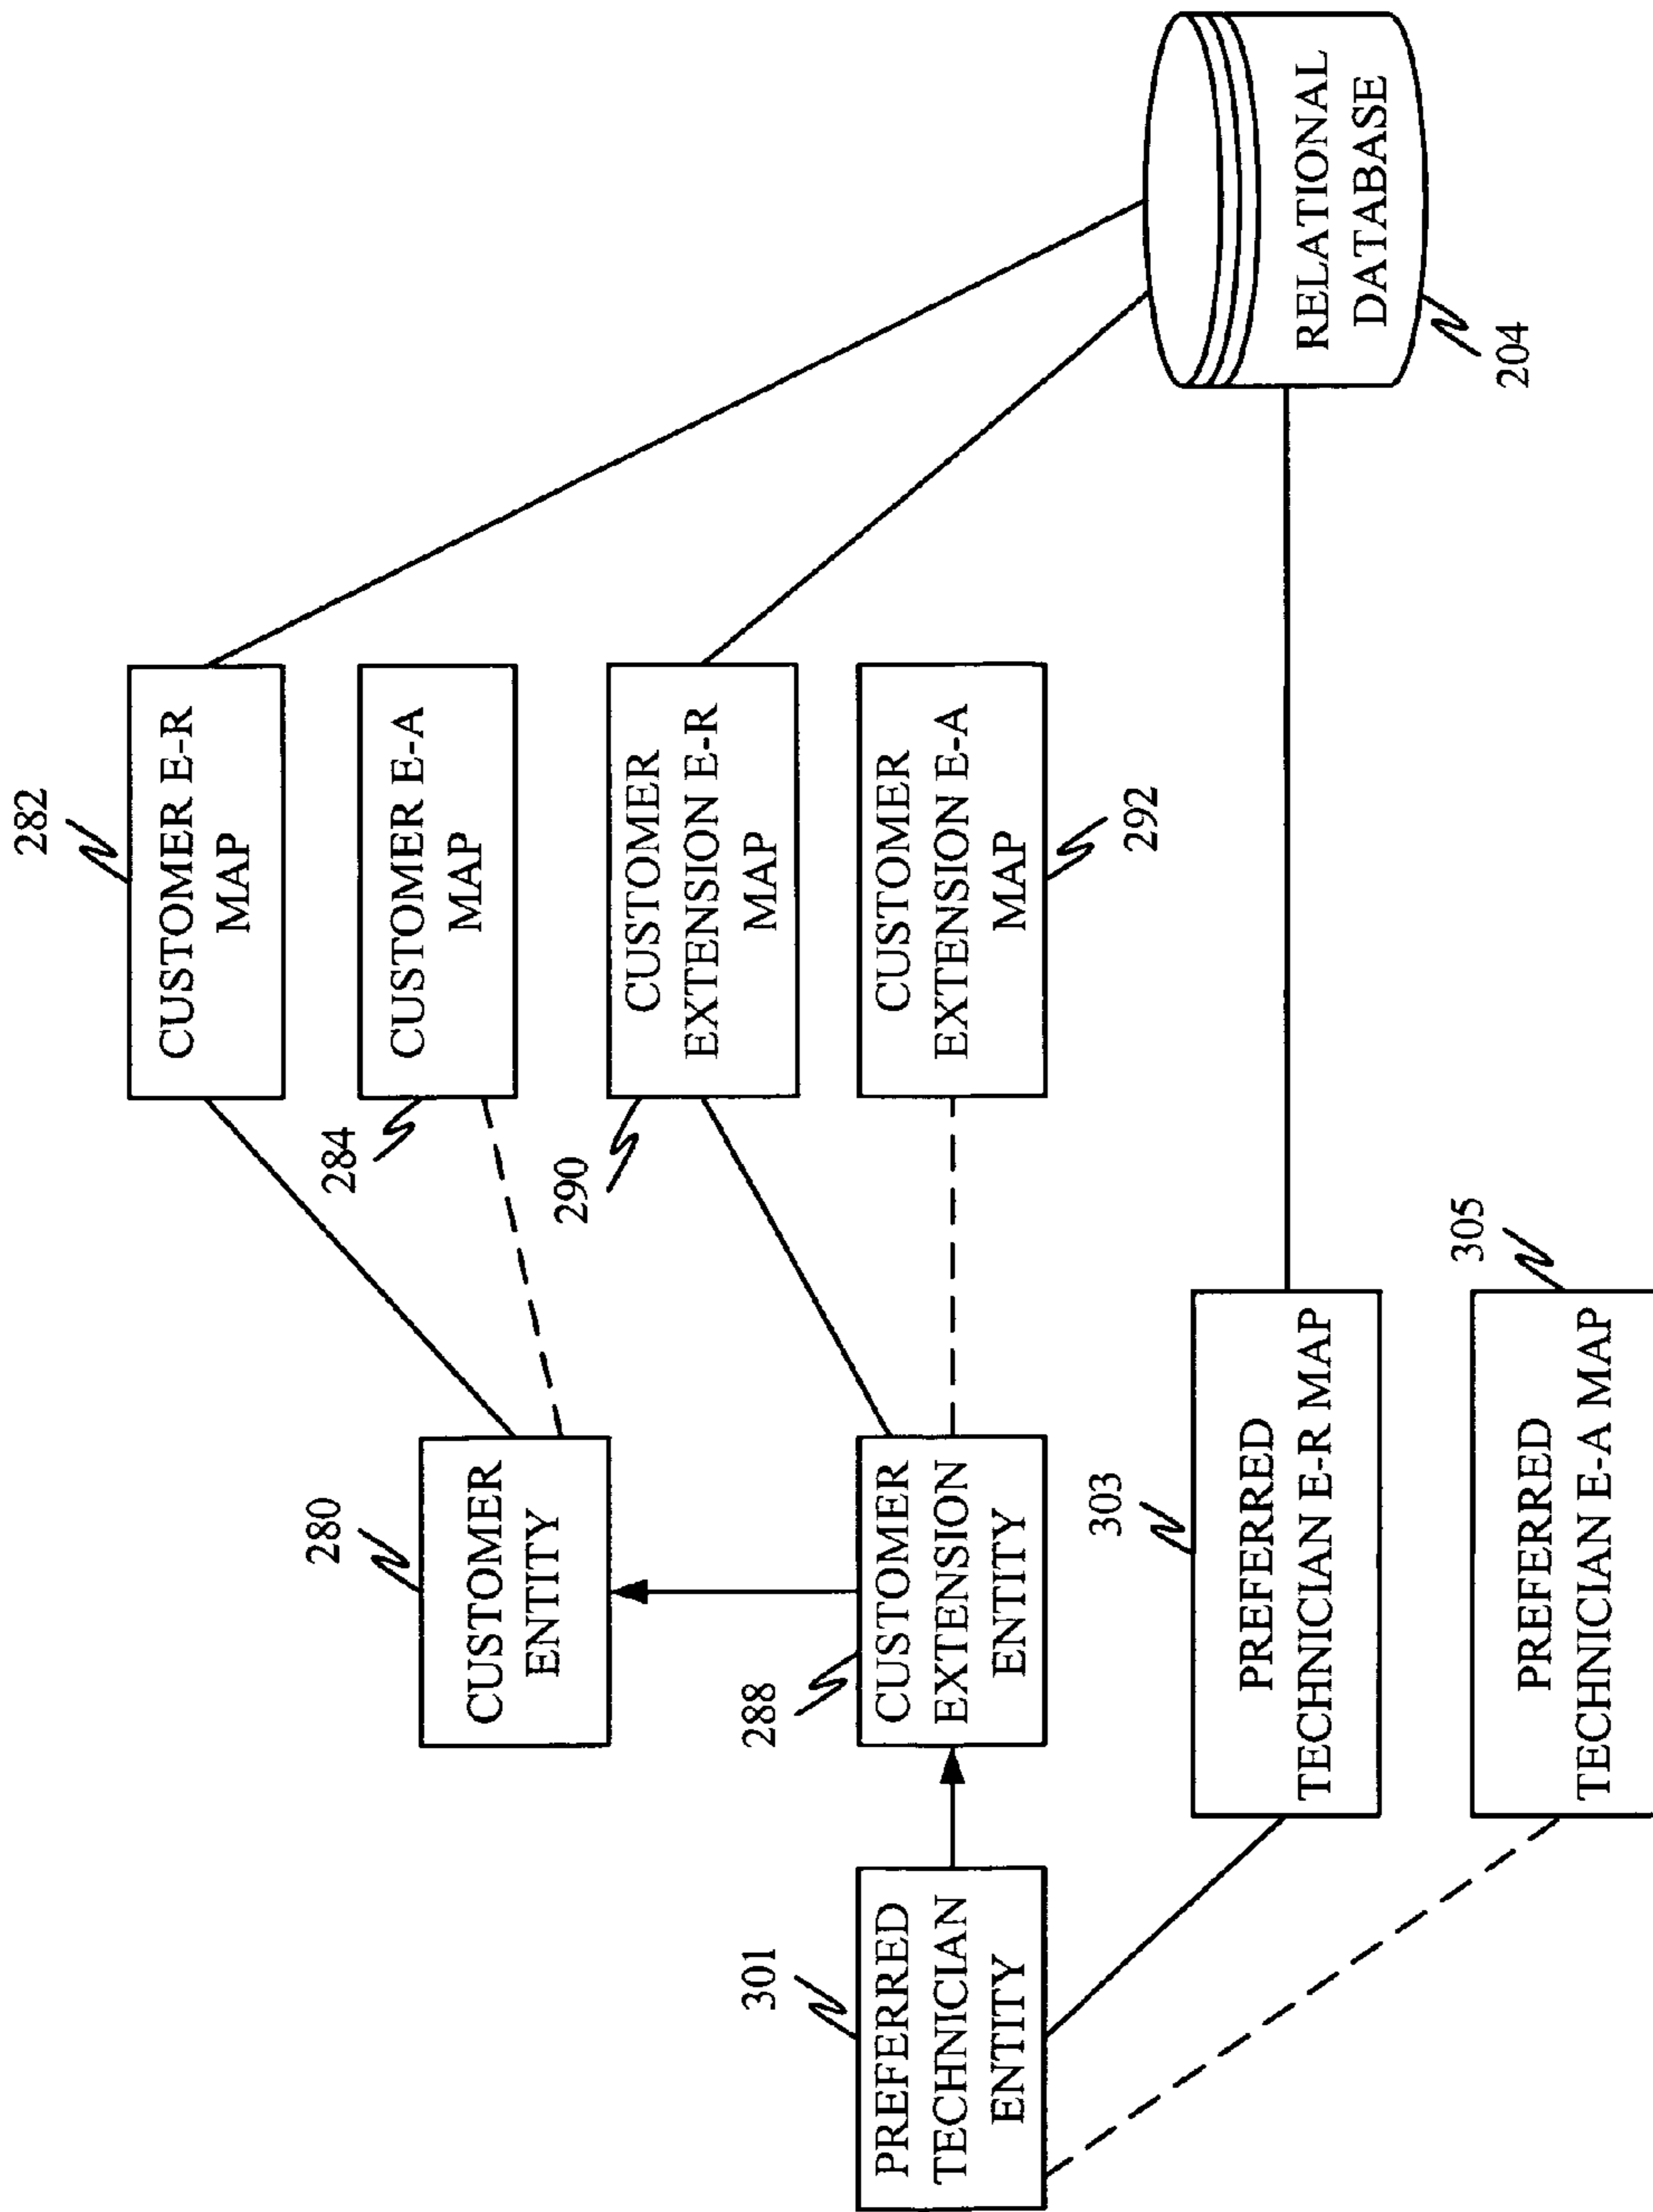 282
CUSTOMER E-R
MAP
284
CUSTOMER E-A
MAP
280
CUSTOMER
ENTITY
290
CUSTOMER
EXTENSION E-R
MAP
288
CUSTOMER
EXTENSION
ENTITY
CUSTOMER
EXTENSION E-A
MAP
292
301
PREFERRED
TECHNICIAN
ENTITY
303
PREFERRED
TECHNICIAN E-R MAP
305
PREFERRED
TECHNICIAN E-A MAP
RELATIONAL
DATABASE
204